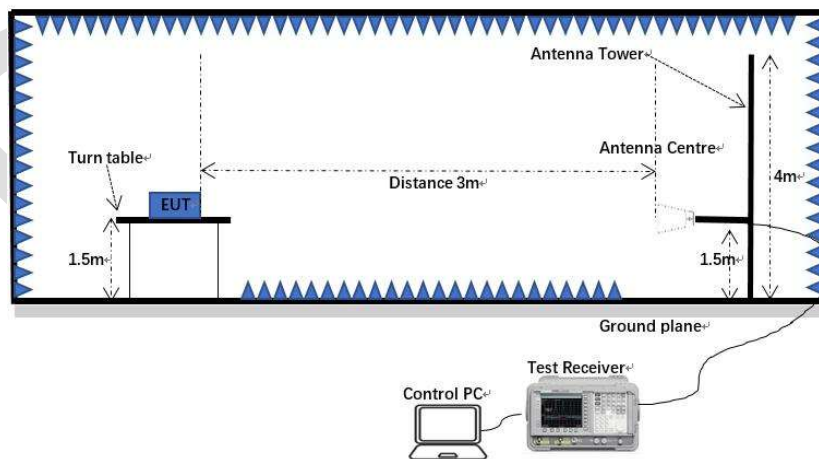 Antenna Tower
Turn table
Antenna Centre
Distance 3m
4m
EUT
1.5m
1.5m
Ground plane
Test Receiver
Control PC